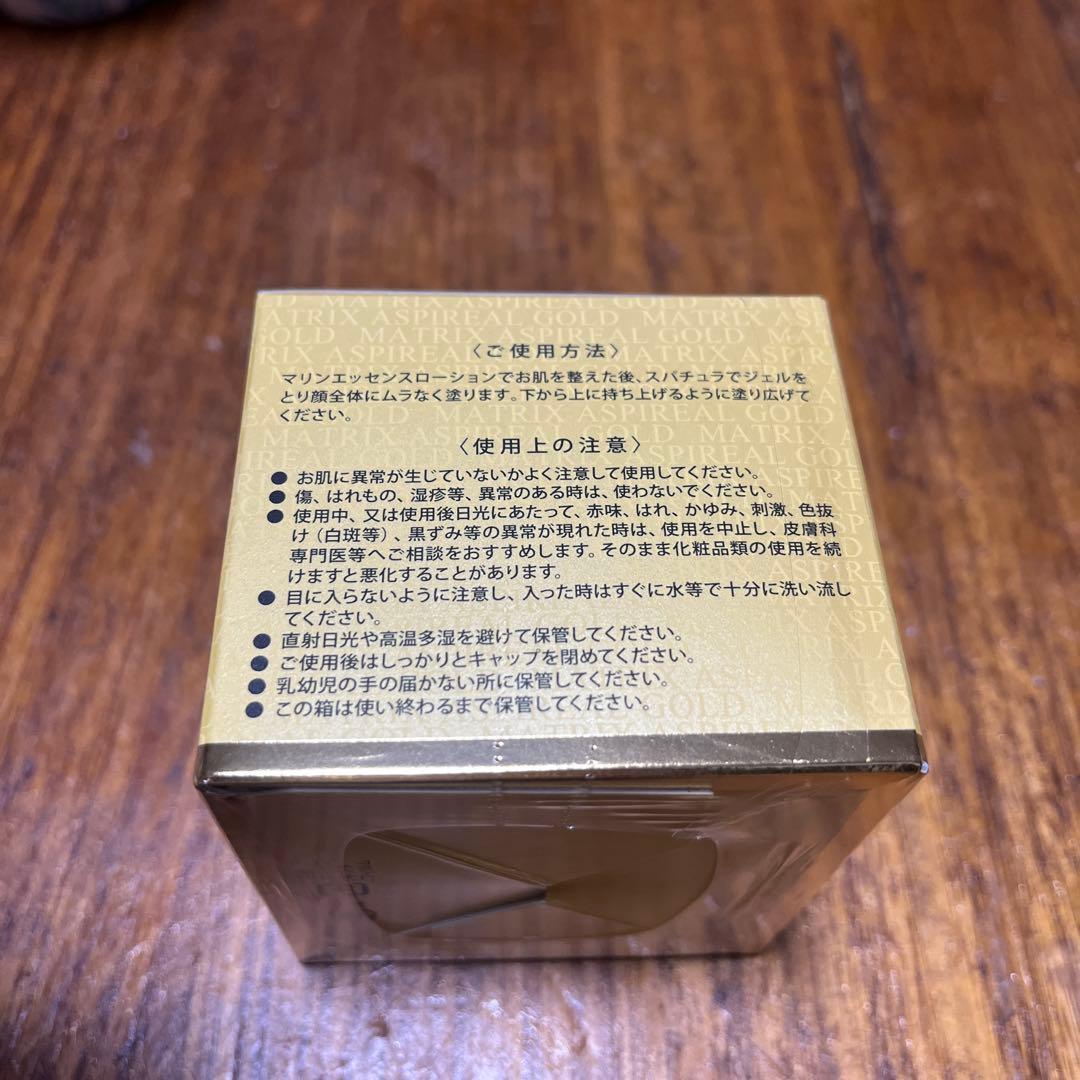 D MATRIX ASPIREAL GOLD
ATRIX ASPIREAL GOLD MATRIX ASPIREAL GOLD
〈ご使用方法〉
マリンエッセンスローションでお肌を整えた後、スパチュラでジェルを
とり顔全体にムラなく塗ります。下から上に持ち上げるように塗り広げて
ください。
〈使用上の注意〉
● お肌に異常が生じていないかよく注意して使用してください。
● 傷、はれもの、湿疹等、異常のある時は、使わないでください。
● 使用中、又は使用後日光にあたって、赤味、はれ、かゆみ、刺激、色抜
け（白斑等）、黒ずみ等の異常が現れた時は、使用を中止し、皮膚科
専門医等へご相談をおすすめします。そのまま化粧品類の使用を続
けますと悪化することがあります。
● 目に入らないように注意し、入った時はすぐに水等で十分に洗い流し
てください。
● 直射日光や高温多湿を避けて保管してください。
● ご使用後はしっかりとキャップを閉めてください。
● 乳幼児の手の届かない所に保管してください。
● この箱は使い終わるまで保管してください。